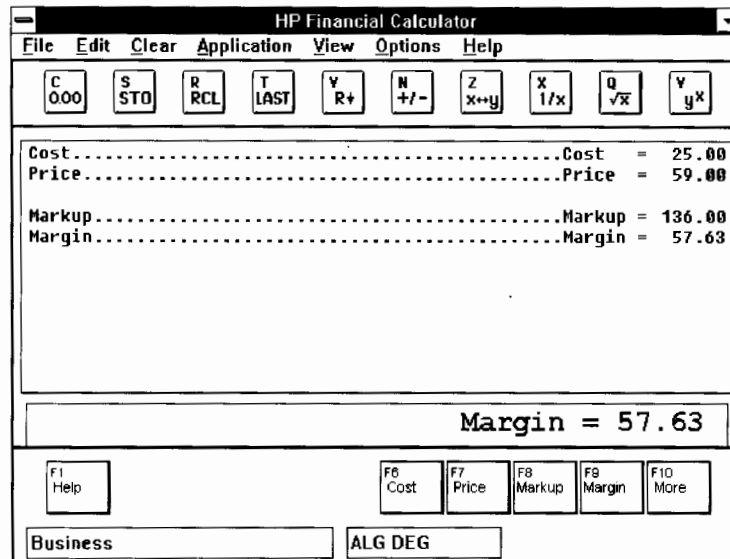 HP Financial Calculator
File Edit Clear Application View Options Help
C 0.00 S STO R RCL T LAST Y R↓ N +/- Z x↔y X 1/x Q √x Y yˣ
Cost....................................................Cost = 25.00
Price...................................................Price = 59.00
Markup..................................................Markup = 136.00
Margin..................................................Margin = 57.63
Margin = 57.63
F1 Help F6 Cost F7 Price F8 Markup F9 Margin F10 More
Business ALG DEG